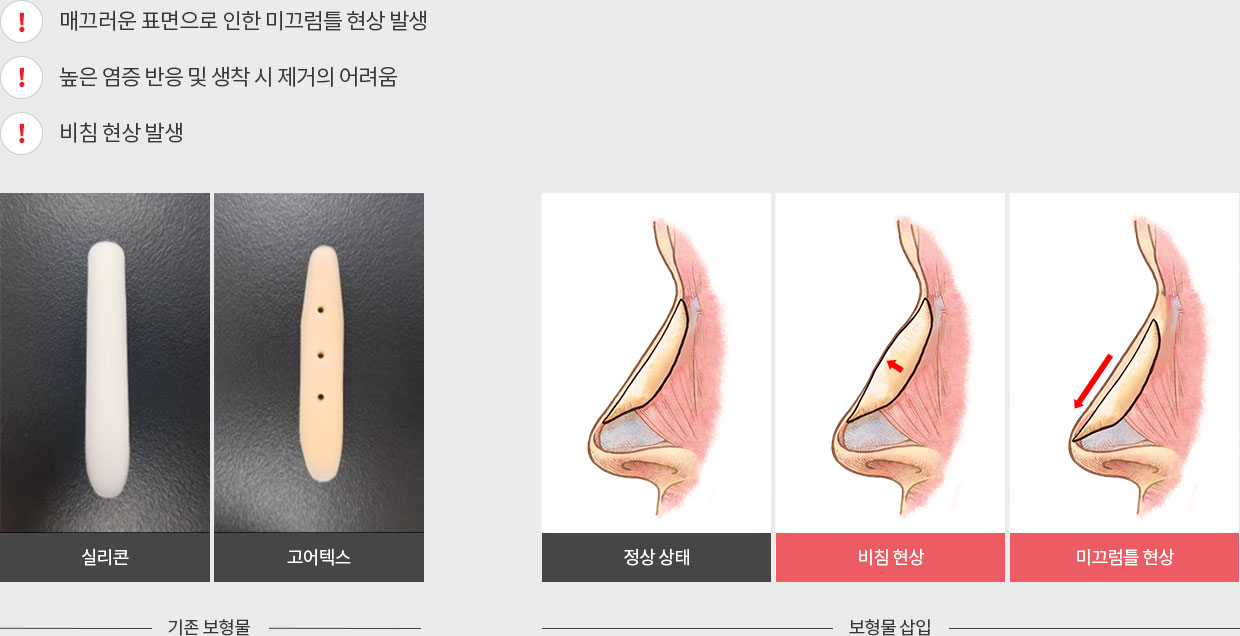 매끄러운 표면으로 인한 미끄럼틀 현상 발생
높은 염증 반응 및 생착 시 제거의 어려움
비침 현상 발생
실리콘
고어텍스
정상 상태
비침 현상
미끄럼틀 현상
기존 보형물
보형물 삽입